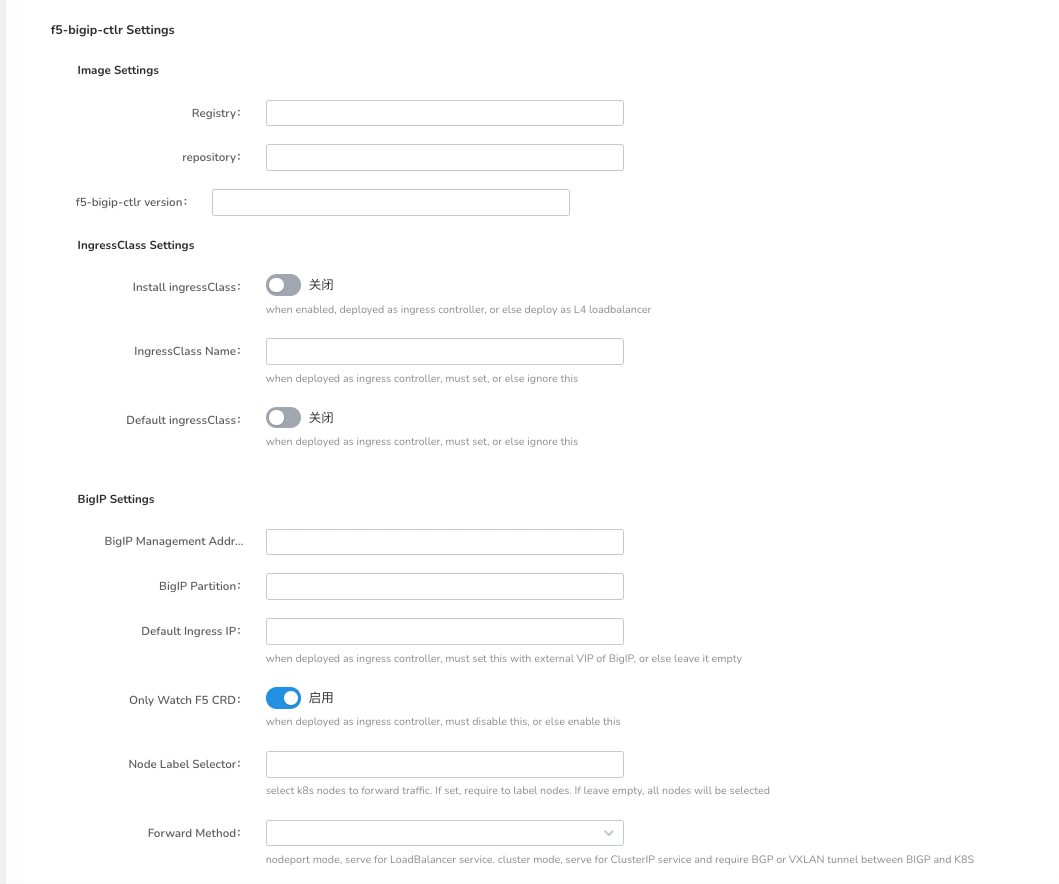 f5-bigip-ctlr Settings
Image Settings
Registry：
repository：
f5-bigip-ctlr version：
IngressClass Settings
Install ingressClass： 关闭
when enabled, deployed as ingress controller, or else deploy as L4 loadbalancer
IngressClass Name：
when deployed as ingress controller, must set, or else ignore this
Default ingressClass： 关闭
when deployed as ingress controller, must set, or else ignore this
BigIP Settings
BigIP Management Addr...
BigIP Partition：
Default Ingress IP：
when deployed as ingress controller, must set this with external VIP of BigIP, or else leave it empty
Only Watch F5 CRD： 启用
when deployed as ingress controller, must disable this, or else enable this
Node Label Selector：
select k8s nodes to forward traffic. If set, require to label nodes. If leave empty, all nodes will be selected
Forward Method：
nodeport mode, serve for LoadBalancer service. cluster mode, serve for ClusterIP service and require BGP or VXLAN tunnel between BIGP and K8S